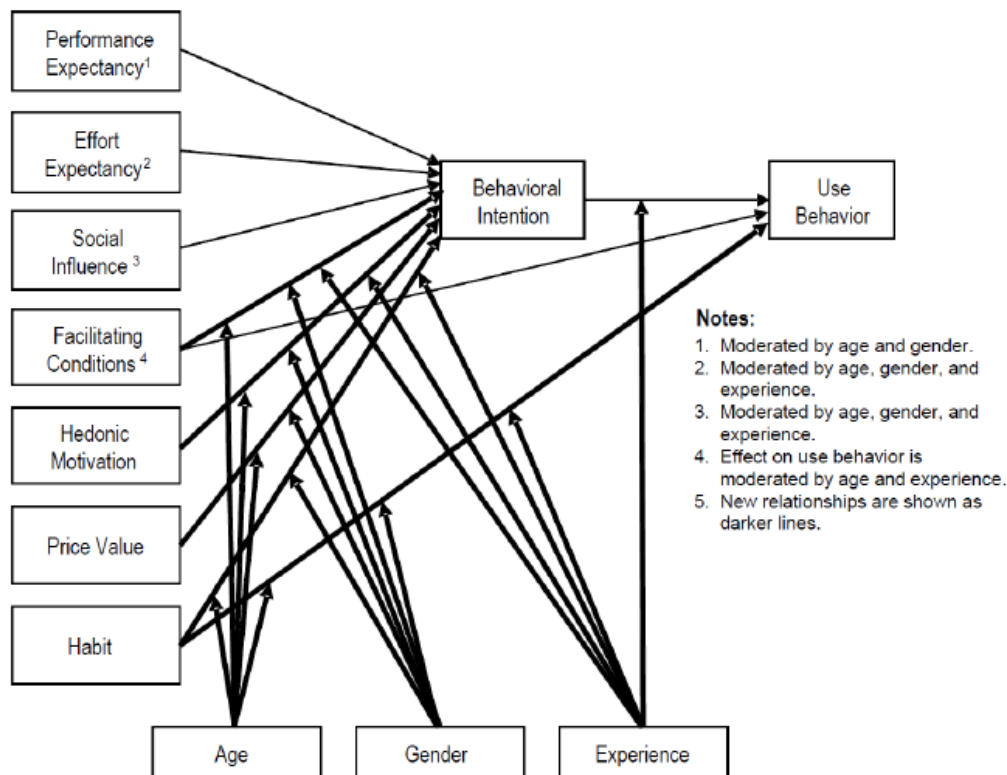 Performance
Expectancy1
Effort
Expectancy2
Social
Influence 3
Facilitating
Conditions 4
Hedonic
Motivation
Price Value
Habit
Behavioral
Intention
Use
Behavior
Notes:
1. Moderated by age and gender.
2. Moderated by age, gender, and
experience.
3. Moderated by age, gender, and
experience.
4. Effect on use behavior is
moderated by age and experience.
5. New relationships are shown as
darker lines.
Age
Gender
Experience